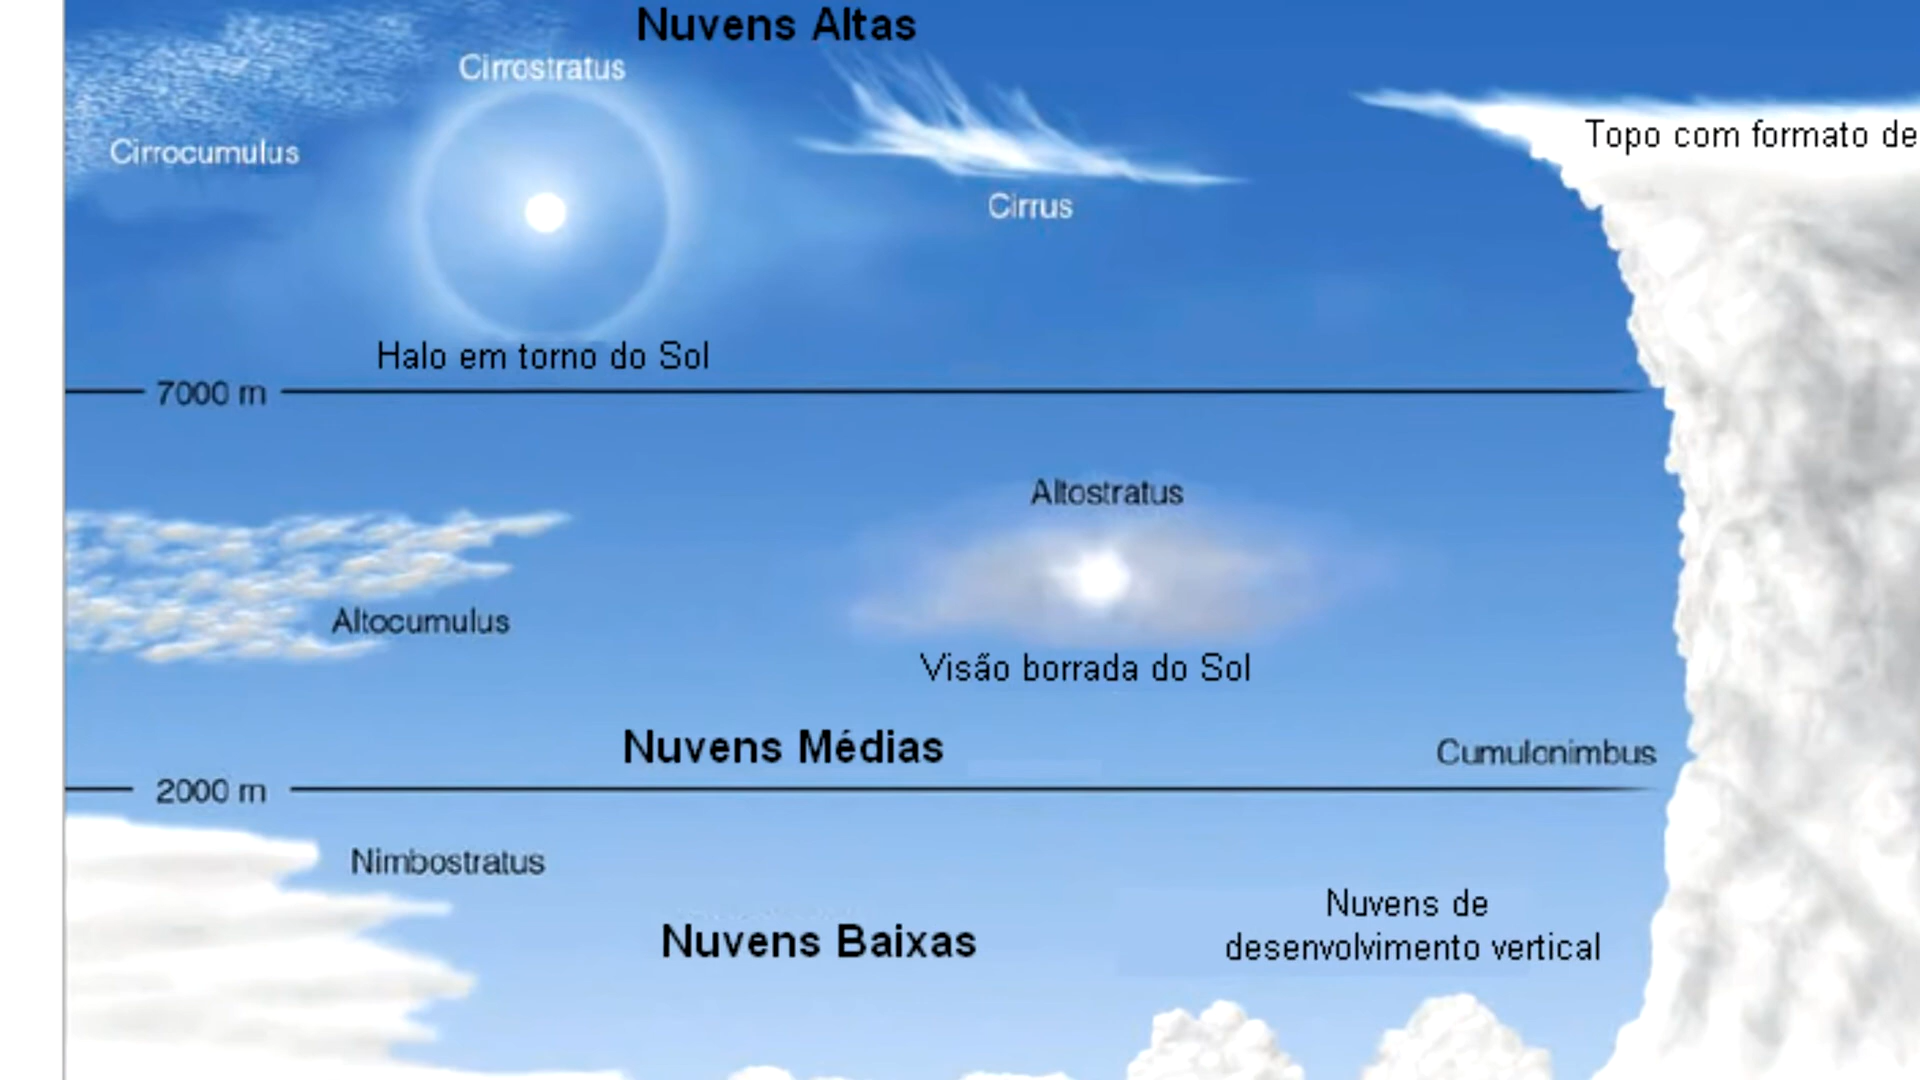 Nuvens Altas
Cirrostratus
Cirrocumulus
Cirrus
Topo com formato de
Halo em torno do Sol
7000 m
Altostratus
Altocumulus
Visão borrada do Sol
Nuvens Médias
Cumulonimbus
2000 m
Nimbostratus
Nuvens Baixas
Nuvens de
desenvolvimento vertical